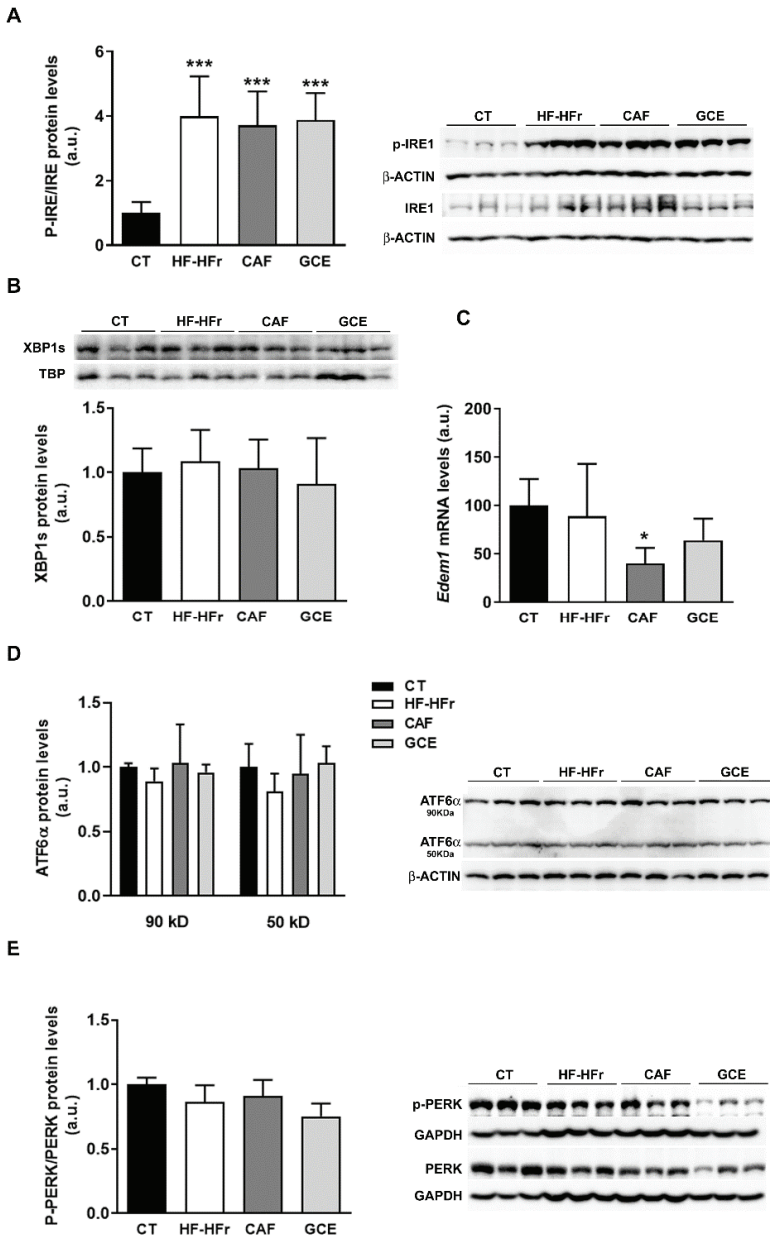 A
P-IRE/IRE protein levels
(a.u.)
6
4
2
0
***
***
***
CT
HF-HFr
CAF
GCE
CT
HF-HFr
CAF
GCE
p-IRE1
β-ACTIN
IRE1
β-ACTIN
B
CT
HF-HFr
CAF
GCE
XBP1s
TBP
XBP1s protein levels
(a.u.)
1.5
1.0
0.5
0.0
CT
HF-HFr
CAF
GCE
C
Edem1 mRNA levels (a.u.)
200
150
100
50
0
*
CT
HF-HFr
CAF
GCE
D
ATF6α protein levels
(a.u.)
1.5
1.0
0.5
0.0
90 kD
50 kD
CT
HF-HFr
CAF
GCE
CT
HF-HFr
CAF
GCE
ATF6α
90KDa
ATF6α
50KDa
β-ACTIN
E
P-PERK/PERK protein levels
(a.u.)
1.5
1.0
0.5
0.0
CT
HF-HFr
CAF
GCE
CT
HF-HFr
CAF
GCE
p-PERK
GAPDH
PERK
GAPDH